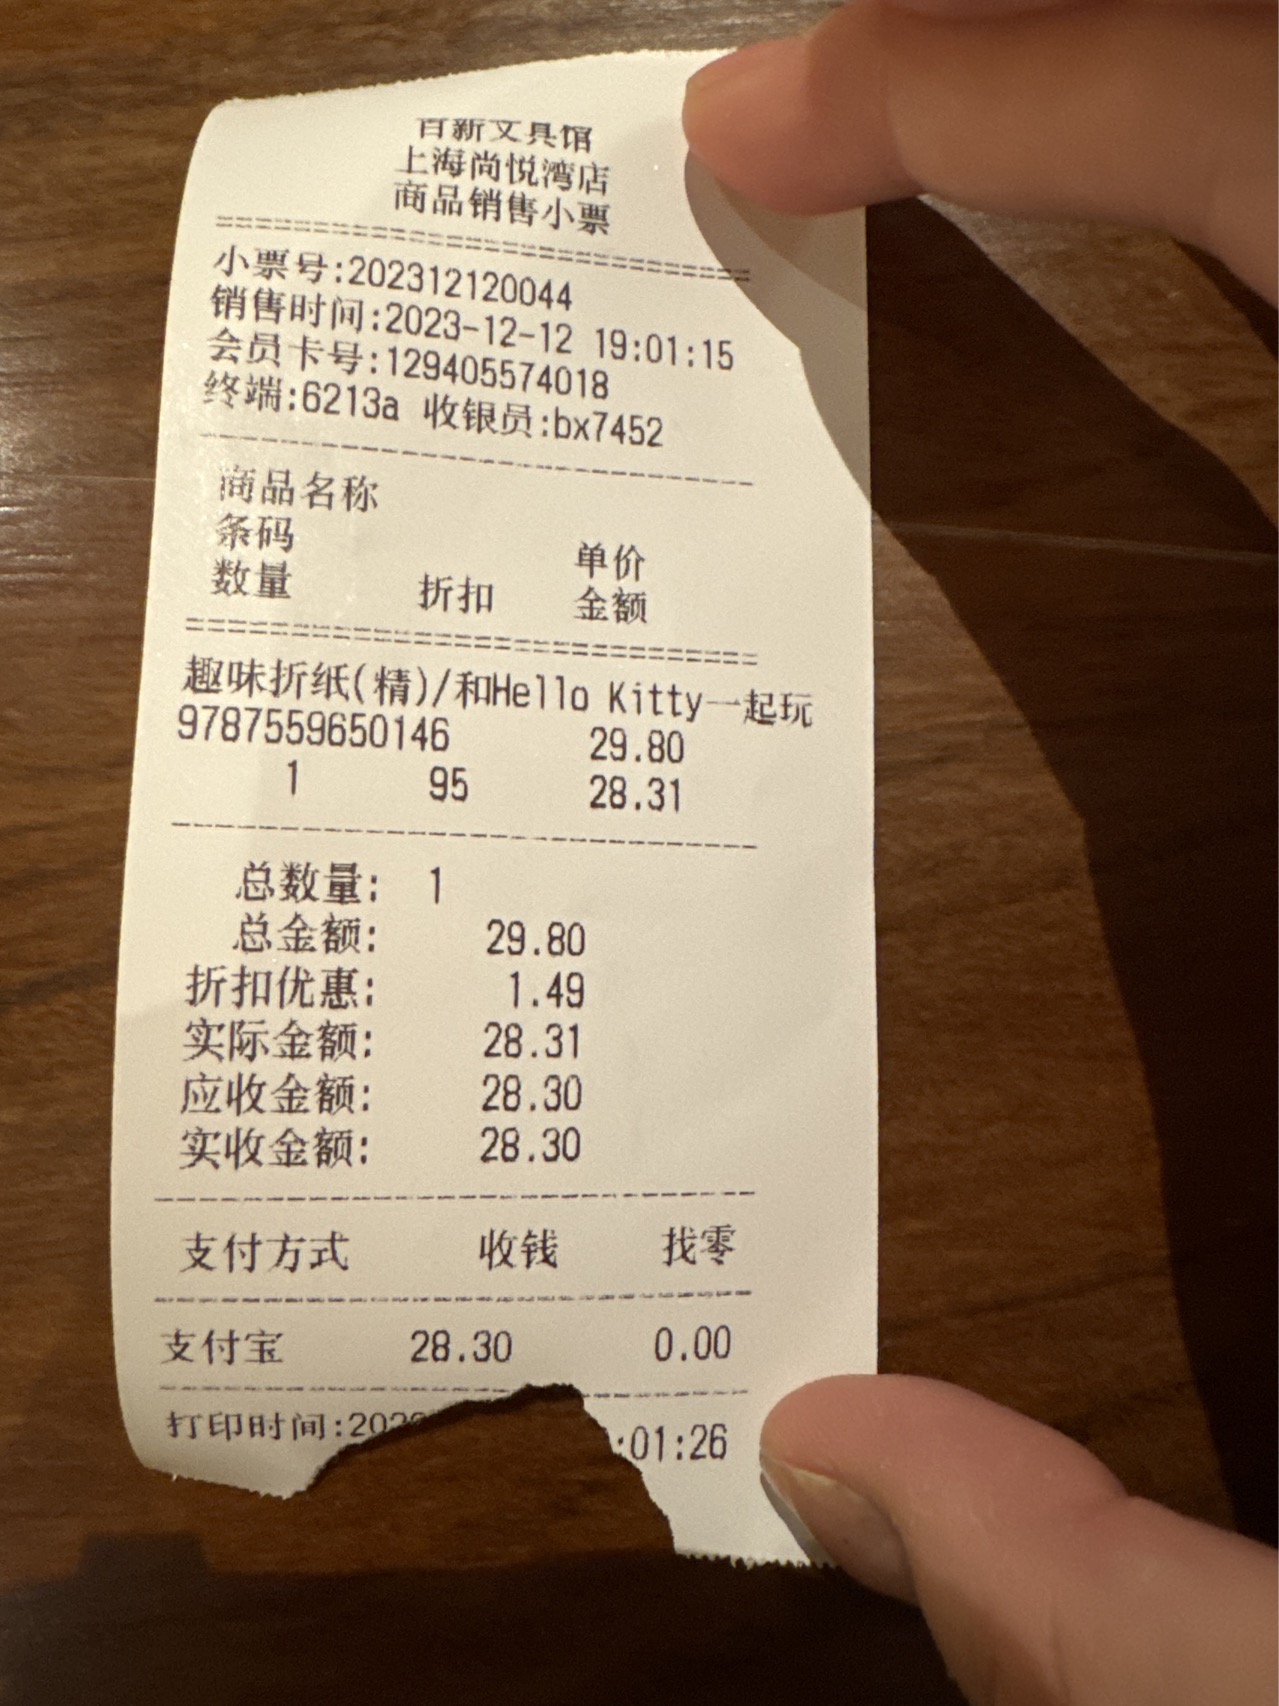 百新文具馆
上海尚悦湾店
商品销售小票
小票号:202312120044
销售时间:2023-12-12 19:01:15
会员卡号:129405574018
终端:6213a 收银员:bx7452
商品名称
条码 单价
数量 折扣 金额
趣味折纸(精)/和Hello Kitty一起玩
9787559650146 29.80
1 95 28.31
总数量: 1
总金额: 29.80
折扣优惠: 1.49
实际金额: 28.31
应收金额: 28.30
实收金额: 28.30
支付方式 收钱 找零
支付宝 28.30 0.00
打印时间:202 :01:26